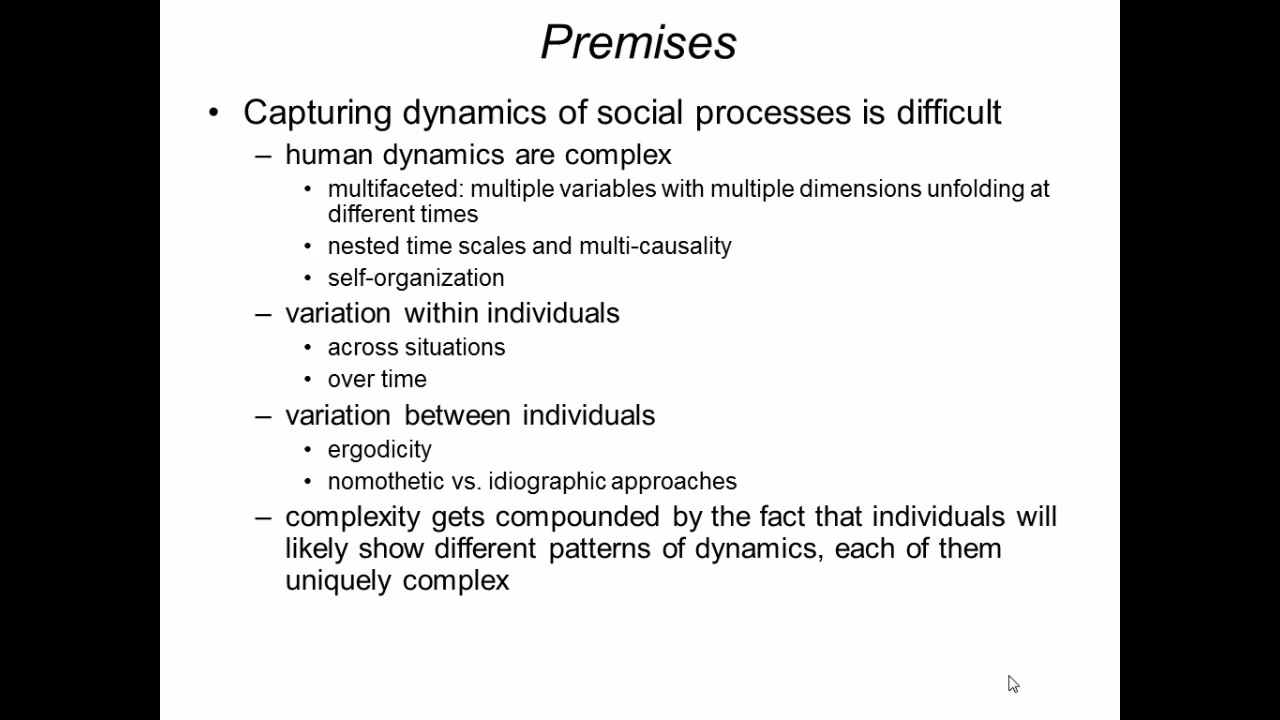 Premises
• Capturing dynamics of social processes is difficult
– human dynamics are complex
• multifaceted: multiple variables with multiple dimensions unfolding at
different times
• nested time scales and multi-causality
• self-organization
– variation within individuals
• across situations
• over time
– variation between individuals
• ergodicity
• nomothetic vs. idiographic approaches
– complexity gets compounded by the fact that individuals will
likely show different patterns of dynamics, each of them
uniquely complex